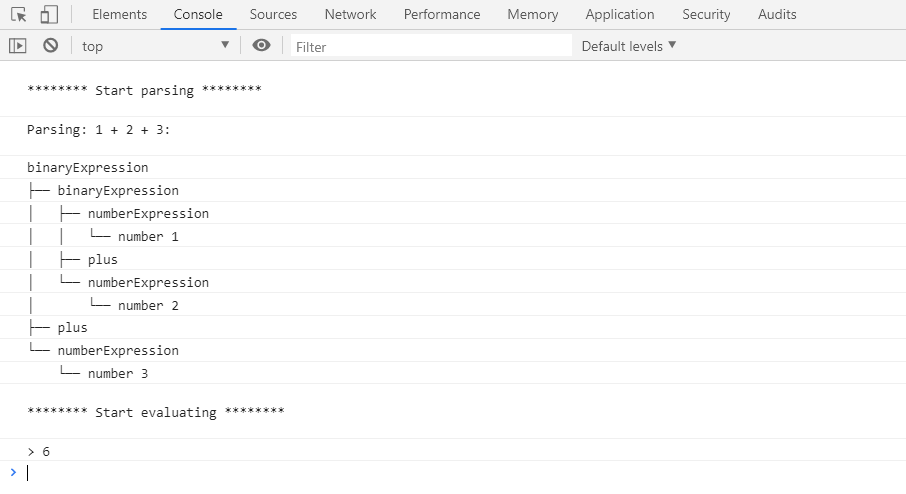 Elements Console Sources Network Performance Memory Application Security Audits
top Filter Default levels
******** Start parsing ********
Parsing: 1 + 2 + 3:
binaryExpression
├── binaryExpression
│   ├── numberExpression
│   │   └── number 1
│   ├── plus
│   └── numberExpression
│       └── number 2
├── plus
└── numberExpression
    └── number 3
******** Start evaluating ********
> 6